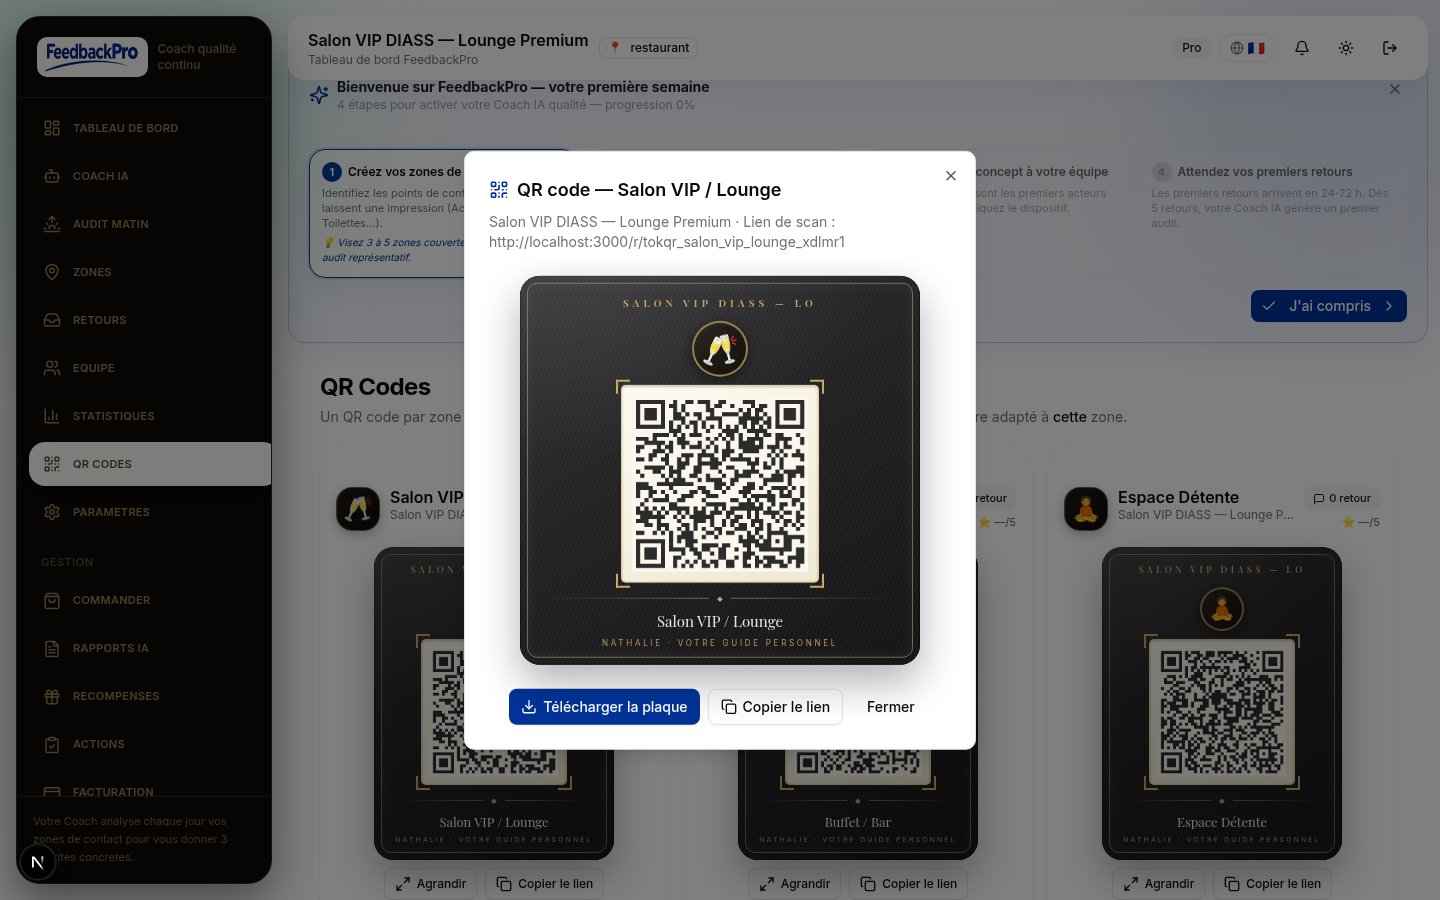 FeedbackPro
Coach qualité
continu
TABLEAU DE BORD
COACH IA
AUDIT MATIN
ZONES
RETOURS
EQUIPE
STATISTIQUES
QR CODES
PARAMETRES
GESTION
COMMANDER
RAPPORTS IA
RECOMPENSES
ACTIONS
FACTURATION
Votre Coach analyse chaque jour vos
zones de contact pour vous donner 3
concretes.
N
Salon VIP DIASS — Lounge Premium
📍 restaurant
Tableau de bord FeedbackPro
Pro
Bienvenue sur FeedbackPro — votre première semaine
4 étapes pour activer votre Coach IA qualité — progression 0%
1 Créez vos zones de
Identifiez les points de
laissent une impression
Toilettes...).
💡 Visez 3 à 5 zones
audit représentatif.
concept à votre équipe
sont les premiers acteurs
le dispositif.
4 Attendez vos premiers retours
Les premiers retours arrivent en 24-72 h. Dès
5 retours, votre Coach IA génère un premier
audit.
J'ai compris
QR Codes
Un QR code par zone
adapté à cette zone.
QR code — Salon VIP / Lounge
Salon VIP DIASS — Lounge Premium · Lien de scan :
http://localhost:3000/r/tokqr_salon_vip_lounge_xdlmr1
SALON VIP DIASS — LO
Salon VIP / Lounge
NATHALIE · VOTRE GUIDE PERSONNEL
Télécharger la plaque
Copier le lien
Fermer
Salon VIP
Salon VIP
SALON
Salon VIP / Lounge
NATHALIE · VOTRE GUIDE PERSONNEL
Agrandir
Copier le lien
retour
⭐ —/5
Buffet / Bar
NATHALIE · VOTRE GUIDE PERSONNEL
Agrandir
Copier le lien
Espace Détente
Salon VIP DIASS — Lounge P...
0 retour
⭐ —/5
SALON VIP DIASS — LO
Espace Détente
NATHALIE · VOTRE GUIDE PERSONNEL
Agrandir
Copier le lien